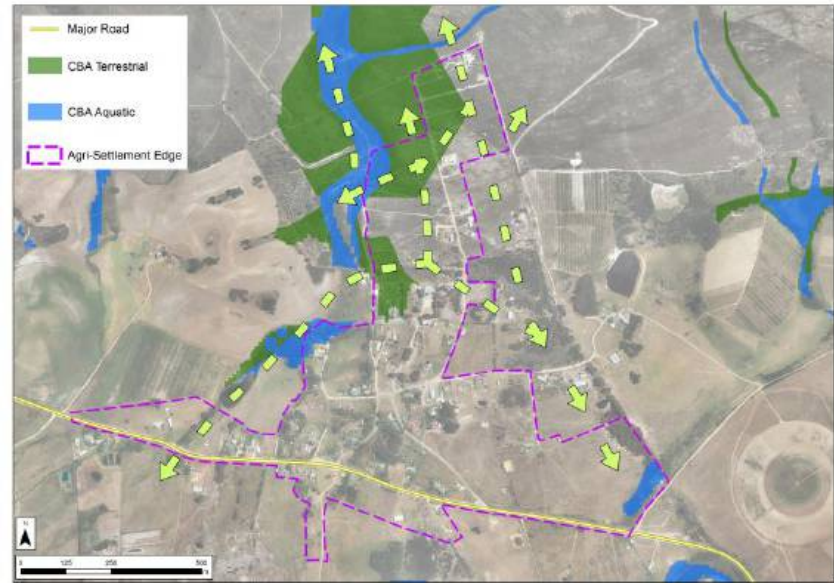 Major Road
CBA Terrestrial
CBA Aquatic
Agri-Settlement Edge
N
0 125 250 500
m